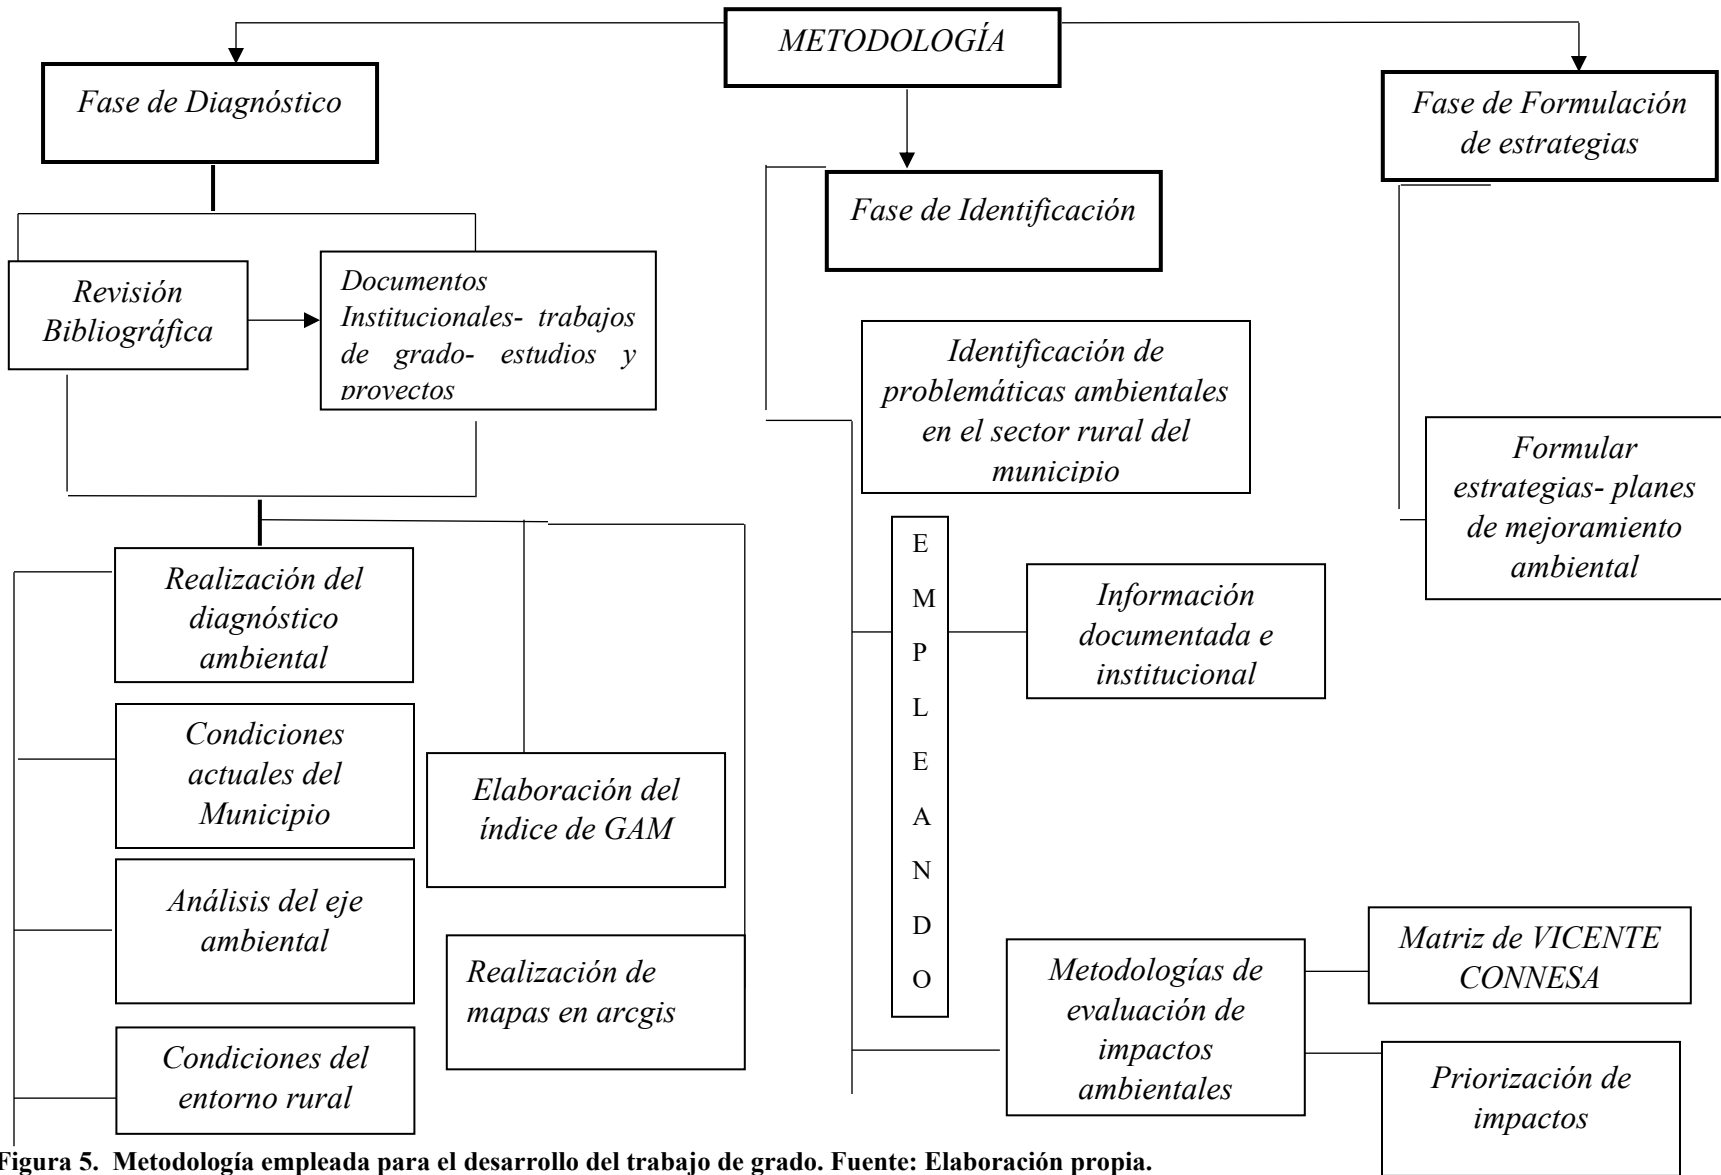 METODOLOGÍA
Fase de Diagnóstico
Revisión
Bibliográfica
Documentos
Institucionales- trabajos
de grado- estudios y
proyectos
Realización del
diagnóstico
ambiental
Condiciones
actuales del
Municipio
Análisis del eje
ambiental
Condiciones del
entorno rural
Elaboración del
índice de GAM
Realización de
mapas en arcgis
Fase de Identificación
Identificación de
problemáticas ambientales
en el sector rural del
municipio
E
M
P
L
E
A
N
D
O
Información
documentada e
institucional
Metodologías de
evaluación de
impactos
ambientales
Matriz de VICENTE
CONNESA
Priorización de
impactos
Fase de Formulación
de estrategias
Formular
estrategias- planes
de mejoramiento
ambiental
Figura 5. Metodología empleada para el desarrollo del trabajo de grado. Fuente: Elaboración propia.